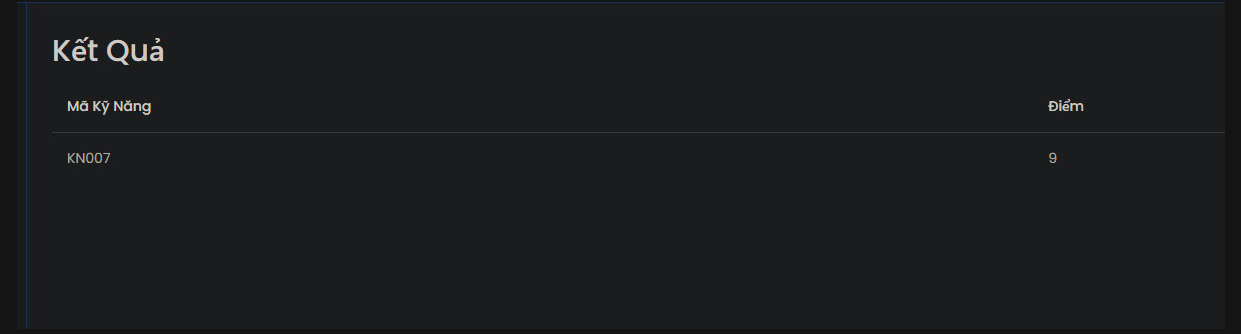 Kết Quả
Mã Kỹ Năng Điểm
KN007 9